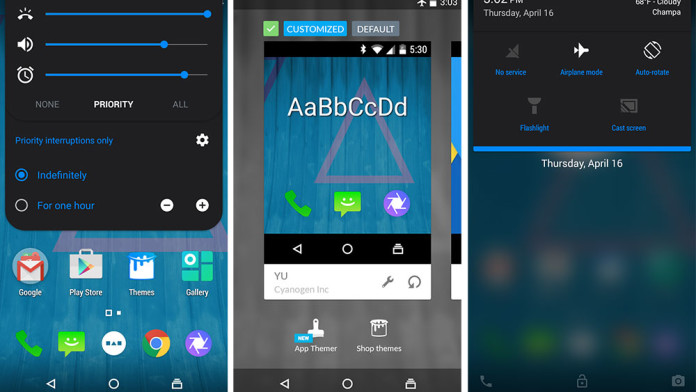 NONE PRIORITY ALL
Priority interruptions only
Indefinitely
For one hour
Google Play Store Themes Gallery
3:03
CUSTOMIZED DEFAULT
5:30
AaBbCcDd
YU
Cyanogen Inc
NEW
App Themer Shop themes
68°F - Cloudy
Thursday, April 16 Champa
No service Airplane mode Auto-rotate
Flashlight Cast screen
Thursday, April 16